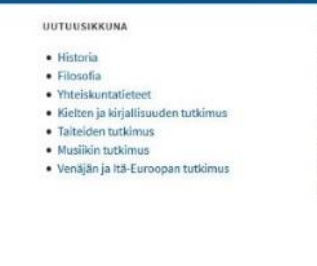 UUTUUSIKKUNA
Historia
Filosofia
Yhteiskuntatieteet
Kielten ja kirjallisuuden tutkimus
Taiteiden tutkimus
Musiikin tutkimus
Venäjän ja Itä-Euroopan tutkimus